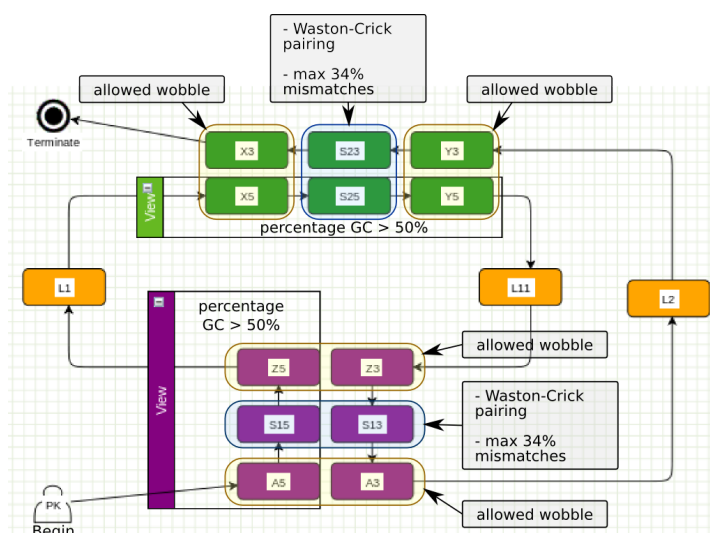 - Waston-Crick
pairing
- max 34%
mismatches
allowed wobble
allowed wobble
Terminate
X3
S23
Y3
View
X5
S25
Y5
percentage GC > 50%
L1
L11
L2
percentage
GC > 50%
allowed wobble
Z5
Z3
View
- Waston-Crick
pairing
- max 34%
mismatches
S15
S13
A5
A3
PK
Begin
allowed wobble